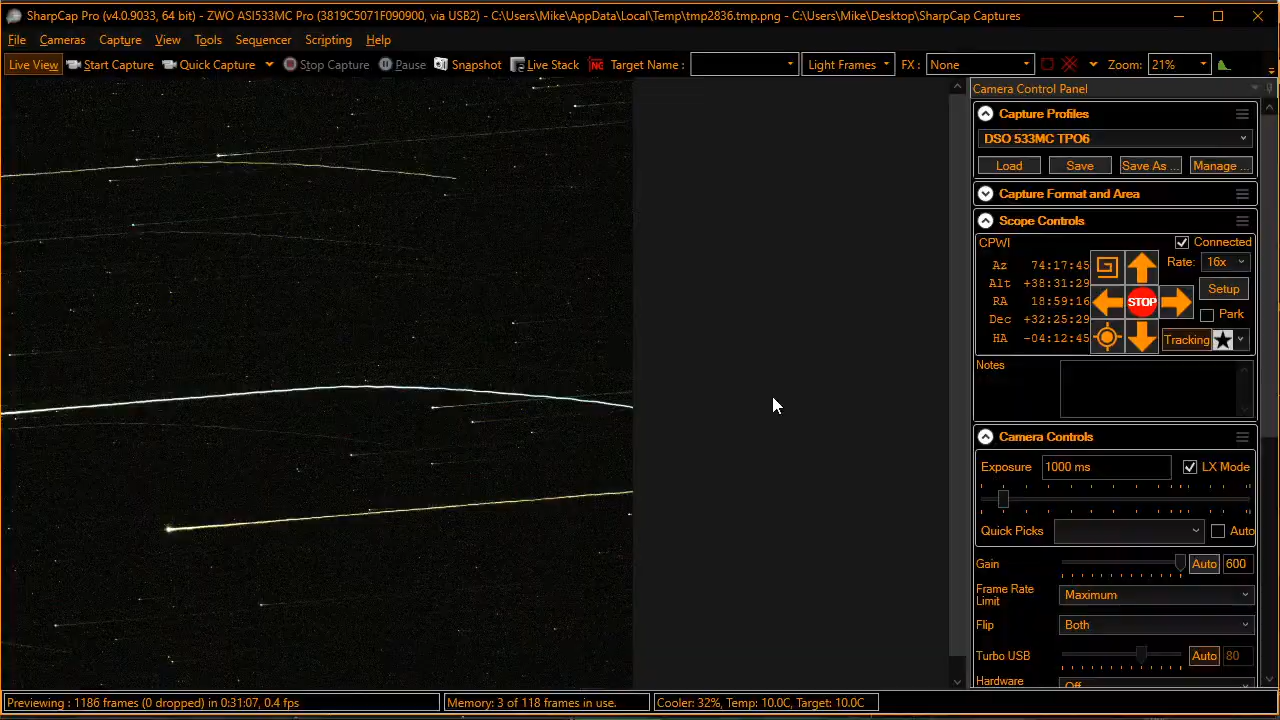 SharpCap Pro (v4.0.9033, 64 bit) - ZWO ASI533MC Pro (3819C5071F090900, via USB2) - C:\Users\Mike\AppData\Local\Temp\tmp2836.tmp.png - C:\Users\Mike\Desktop\SharpCap Captures
File Cameras Capture View Tools Sequencer Scripting Help
Live View Start Capture Quick Capture Stop Capture Pause Snapshot Live Stack NC Target Name : Light Frames FX : None Zoom: 21%
Camera Control Panel
Capture Profiles
DSO 533MC TPO6
Load Save Save As ... Manage ...
Capture Format and Area
Scope Controls
CPWI Connected
Az 74:17:45 Rate: 16x
Alt +38:31:29
RA 18:59:16 STOP Setup
Dec +32:25:29 Park
HA -04:12:45 Tracking
Notes
Camera Controls
Exposure 1000 ms LX Mode
Quick Picks Auto
Gain Auto 600
Frame Rate Limit Maximum
Flip Both
Turbo USB Auto 80
Hardware Off
Previewing : 1186 frames (0 dropped) in 0:31:07, 0.4 fps Memory: 3 of 118 frames in use. Cooler: 32%, Temp: 10.0C, Target: 10.0C